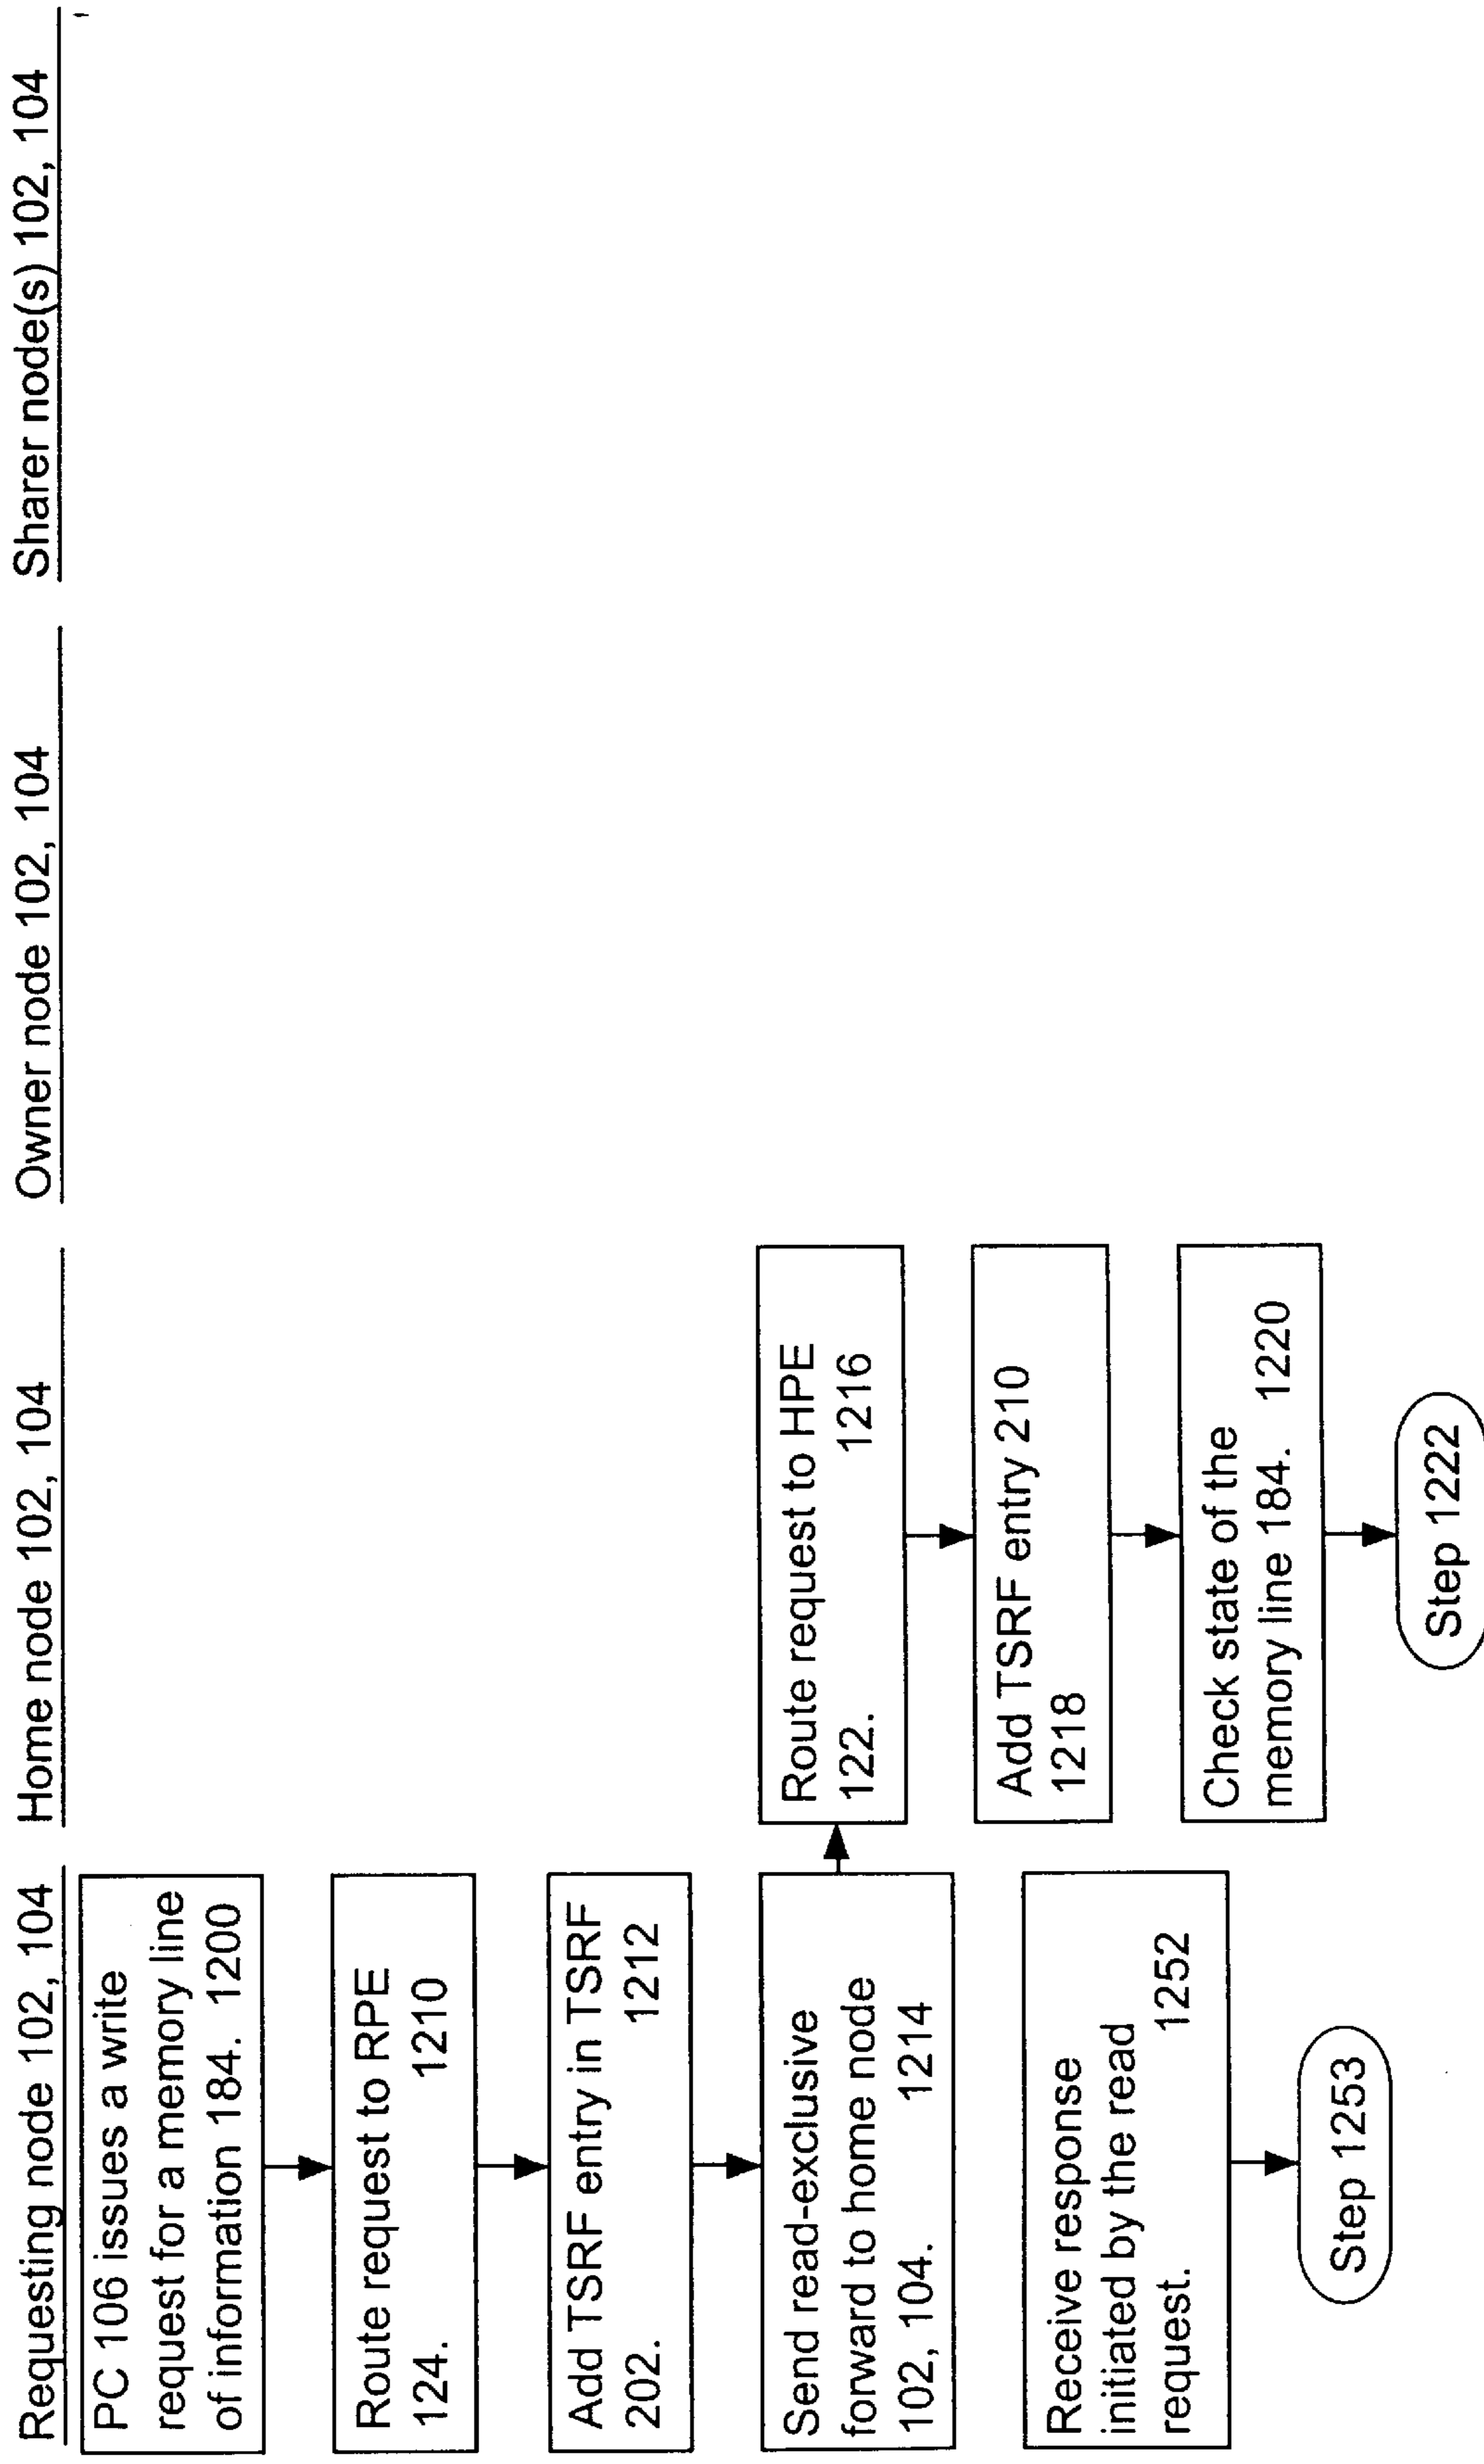 Requesting node 102, 104
Home node 102, 104
Owner node 102, 104
Sharer node(s) 102, 104
PC 106 issues a write
request for a memory line
of information 184. 1200
Route request to RPE
124. 1210
Add TSRF entry in TSRF
202. 1212
Send read-exclusive
forward to home node
102, 104. 1214
Route request to HPE
122. 1216
Add TSRF entry 210
1218
Check state of the
memory line 184. 1220
Step 1222
Receive response
initiated by the read
request. 1252
Step 1253